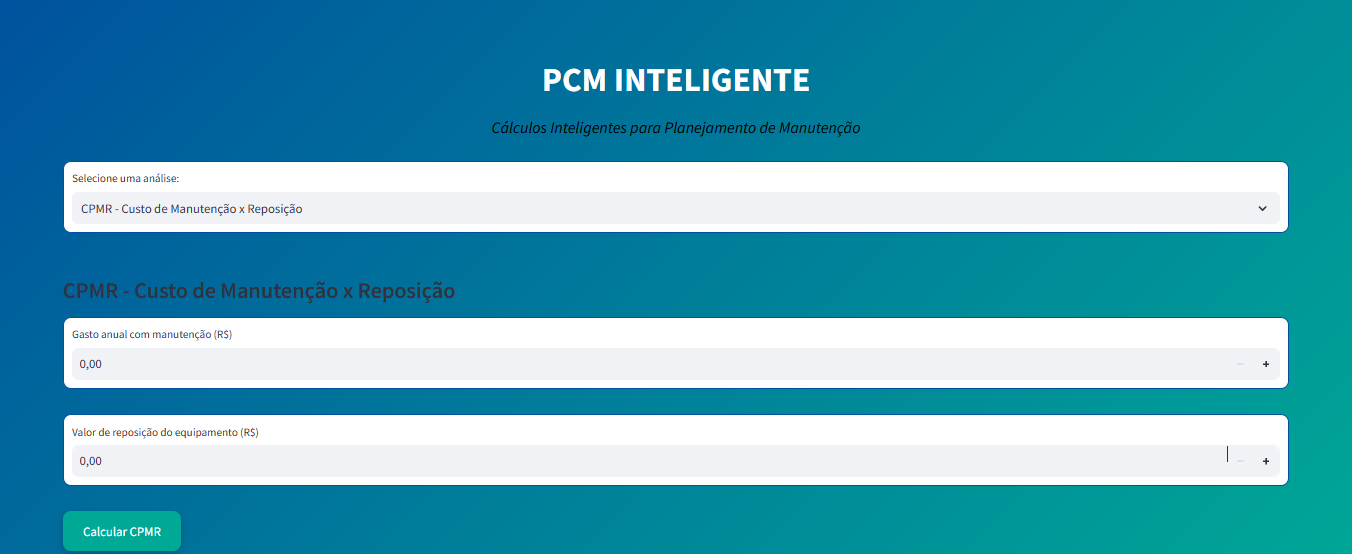 PCM INTELIGENTE
Cálculos Inteligentes para Planejamento de Manutenção
Selecione uma análise:
CPMR - Custo de Manutenção x Reposição
CPMR - Custo de Manutenção x Reposição
Gasto anual com manutenção (R$)
0,00
Valor de reposição do equipamento (R$)
0,00
Calcular CPMR